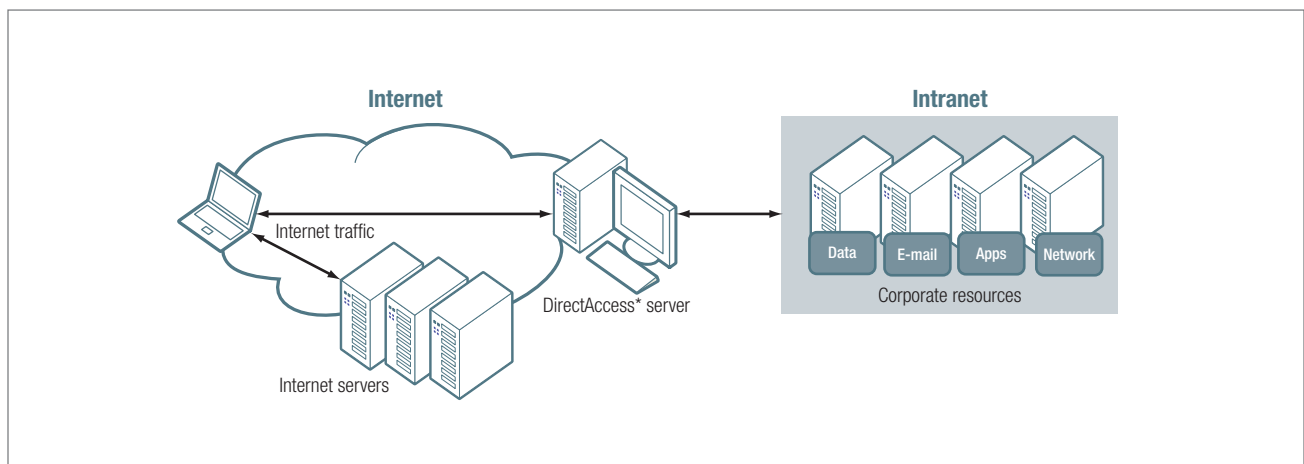 Internet
Intranet
Internet traffic
Data
E-mail
Apps
Network
DirectAccess* server
Corporate resources
Internet servers